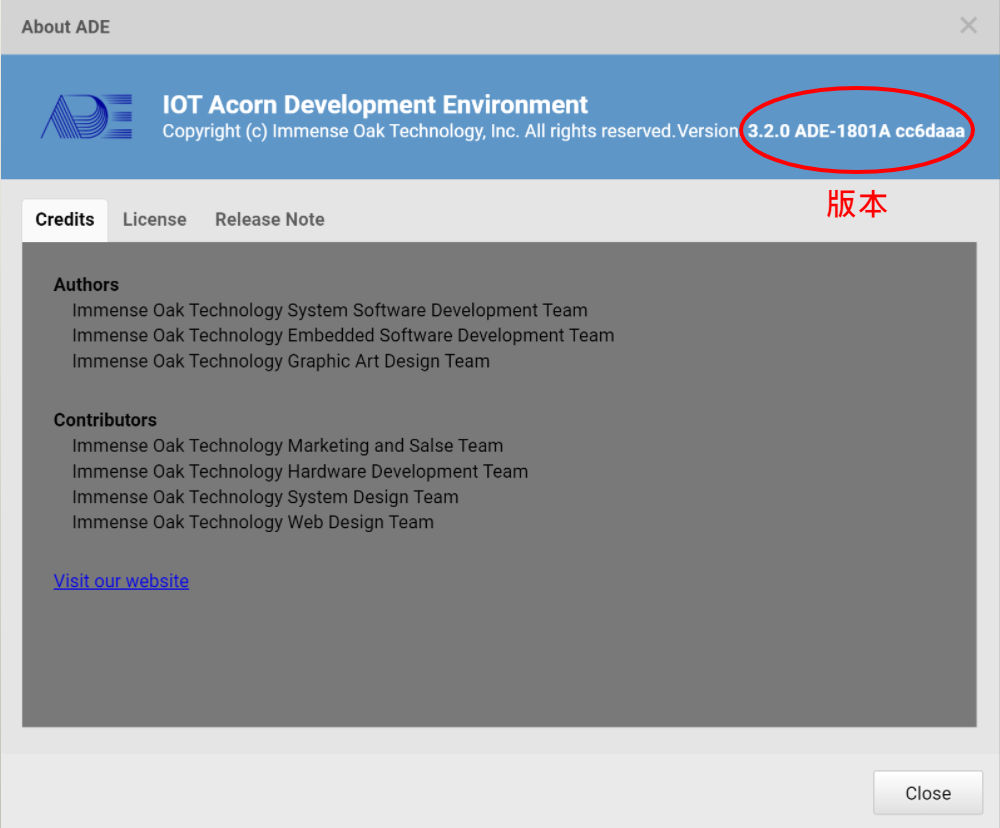 About ADE
ADE
IOT Acorn Development Environment
Copyright (c) Immense Oak Technology, Inc. All rights reserved.Version 3.2.0 ADE-1801A cc6daaa
版本
Credits License Release Note
Authors
Immense Oak Technology System Software Development Team
Immense Oak Technology Embedded Software Development Team
Immense Oak Technology Graphic Art Design Team
Contributors
Immense Oak Technology Marketing and Salse Team
Immense Oak Technology Hardware Development Team
Immense Oak Technology System Design Team
Immense Oak Technology Web Design Team
Visit our website
Close